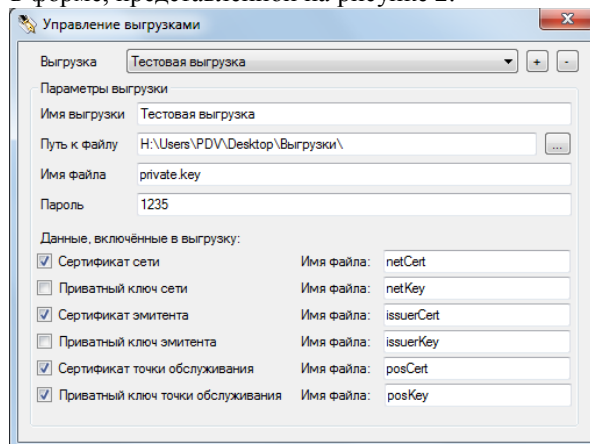 В форме, представленной на рисунке 2.
Управление выгрузками
Выгрузка Тестовая выгрузка + -
Параметры выгрузки
Имя выгрузки Тестовая выгрузка
Путь к файлу H:\Users\PDV\Desktop\Выгрузки\ ...
Имя файла private.key
Пароль 1235
Данные, включённые в выгрузку:
Сертификат сети Имя файла: netCert
Приватный ключ сети Имя файла: netKey
Сертификат эмитента Имя файла: issuerCert
Приватный ключ эмитента Имя файла: issuerKey
Сертификат точки обслуживания Имя файла: posCert
Приватный ключ точки обслуживания Имя файла: posKey